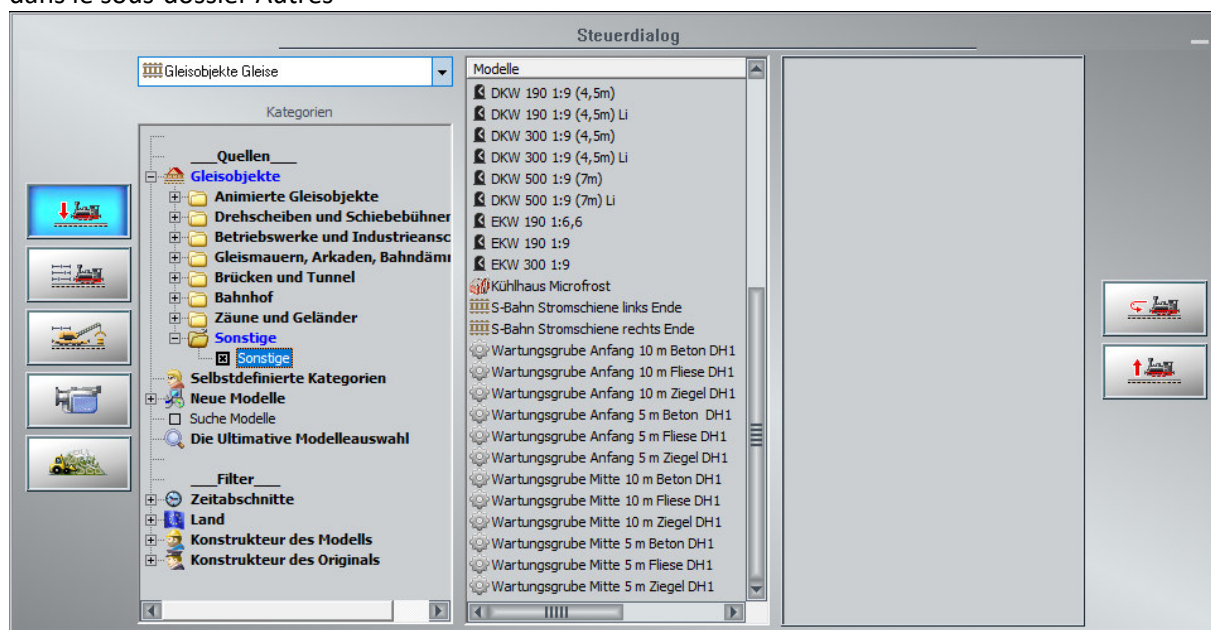 dans le sous-dossier Autres
Steuerdialog
Gleisobjekte Gleise
Kategorien
___Quellen___
Gleisobjekte
Animierte Gleisobjekte
Drehscheiben und Schiebebühner
Betriebswerke und Industrieansc
Gleismauern, Arkaden, Bahndämı
Brücken und Tunnel
Bahnhof
Zäune und Geländer
Sonstige
Sonstige
Selbstdefinierte Kategorien
Neue Modelle
Suche Modelle
Die Ultimative Modelleauswahl
___Filter___
Zeitabschnitte
Land
Konstrukteur des Modells
Konstrukteur des Originals
Modelle
DKW 190 1:9 (4,5m)
DKW 190 1:9 (4,5m) Li
DKW 300 1:9 (4,5m)
DKW 300 1:9 (4,5m) Li
DKW 500 1:9 (7m)
DKW 500 1:9 (7m) Li
EKW 190 1:6,6
EKW 190 1:9
EKW 300 1:9
Kühlhaus Microfrost
S-Bahn Stromschiene links Ende
S-Bahn Stromschiene rechts Ende
Wartungsgrube Anfang 10 m Beton DH1
Wartungsgrube Anfang 10 m Fliese DH1
Wartungsgrube Anfang 10 m Ziegel DH1
Wartungsgrube Anfang 5 m Beton  DH1
Wartungsgrube Anfang 5 m Fliese DH1
Wartungsgrube Anfang 5 m Ziegel DH1
Wartungsgrube Mitte 10 m Beton DH1
Wartungsgrube Mitte 10 m Fliese DH1
Wartungsgrube Mitte 10 m Ziegel DH1
Wartungsgrube Mitte 5 m Beton DH1
Wartungsgrube Mitte 5 m Fliese DH1
Wartungsgrube Mitte 5 m Ziegel DH1